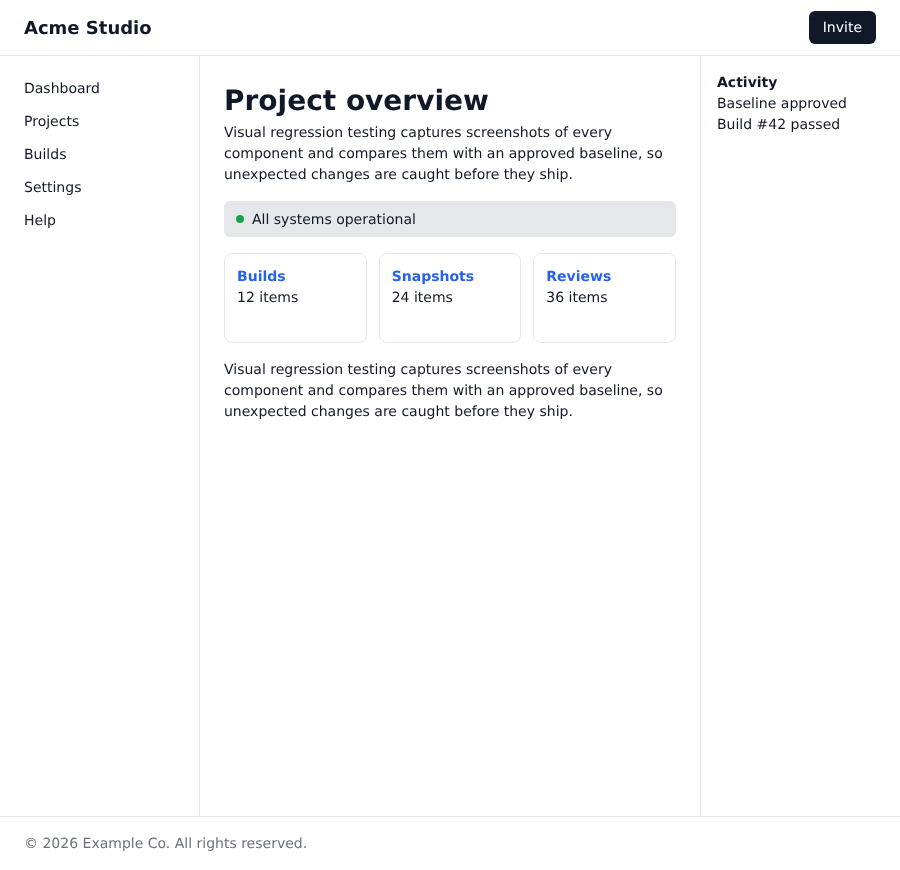 Acme Studio
Invite
Dashboard
Projects
Builds
Settings
Help
Project overview
Visual regression testing captures screenshots of every
component and compares them with an approved baseline, so
unexpected changes are caught before they ship.
All systems operational
Builds
12 items
Snapshots
24 items
Reviews
36 items
Visual regression testing captures screenshots of every
component and compares them with an approved baseline, so
unexpected changes are caught before they ship.
Activity
Baseline approved
Build #42 passed
© 2026 Example Co. All rights reserved.